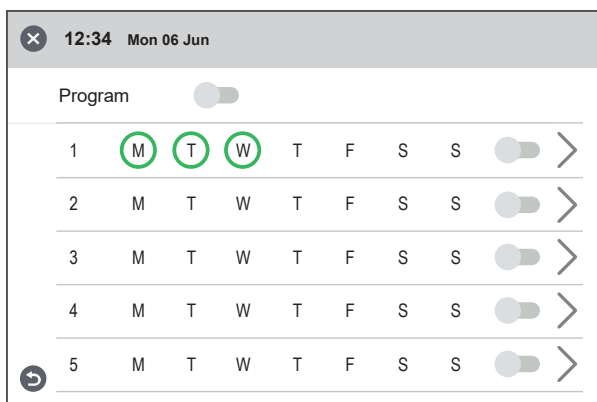 12:34 Mon 06 Jun
Program
1 M T W T F S S
2 M T W T F S S
3 M T W T F S S
4 M T W T F S S
5 M T W T F S S